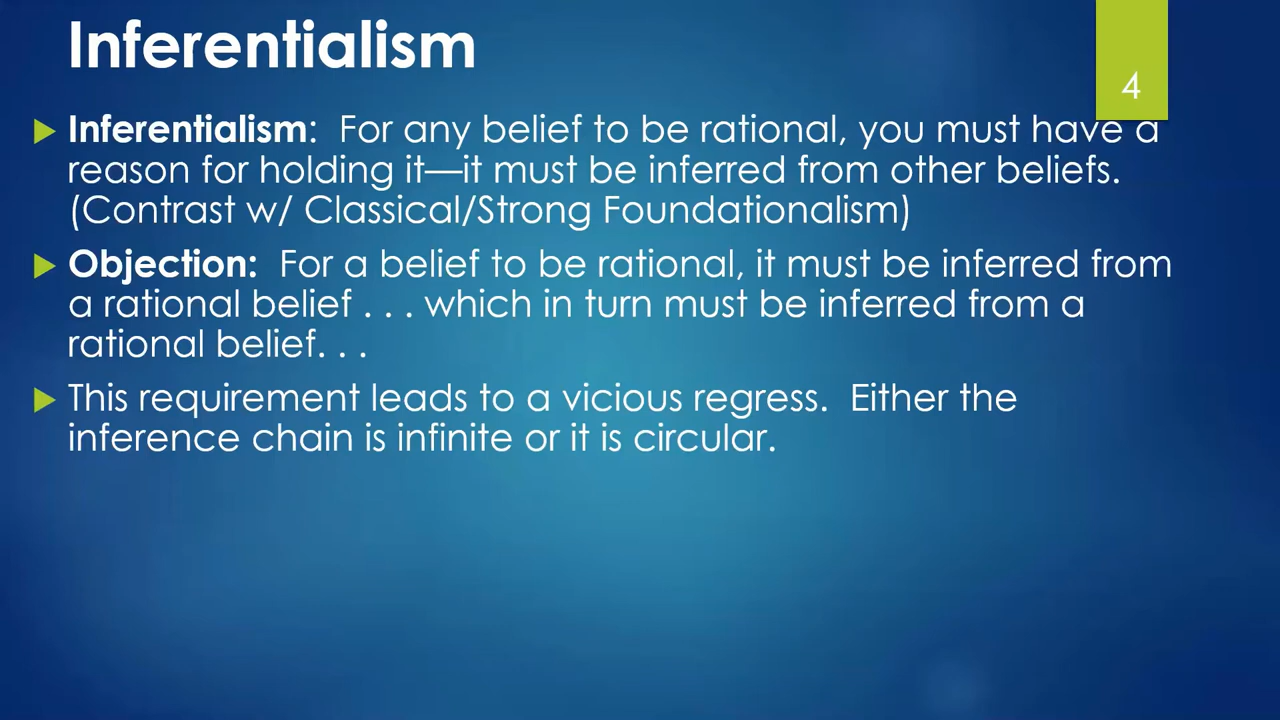 Inferentialism
4
Inferentialism:  For any belief to be rational, you must have a
reason for holding it—it must be inferred from other beliefs.
(Contrast w/ Classical/Strong Foundationalism)
Objection:  For a belief to be rational, it must be inferred from
a rational belief . . . which in turn must be inferred from a
rational belief. . .
This requirement leads to a vicious regress.  Either the
inference chain is infinite or it is circular.